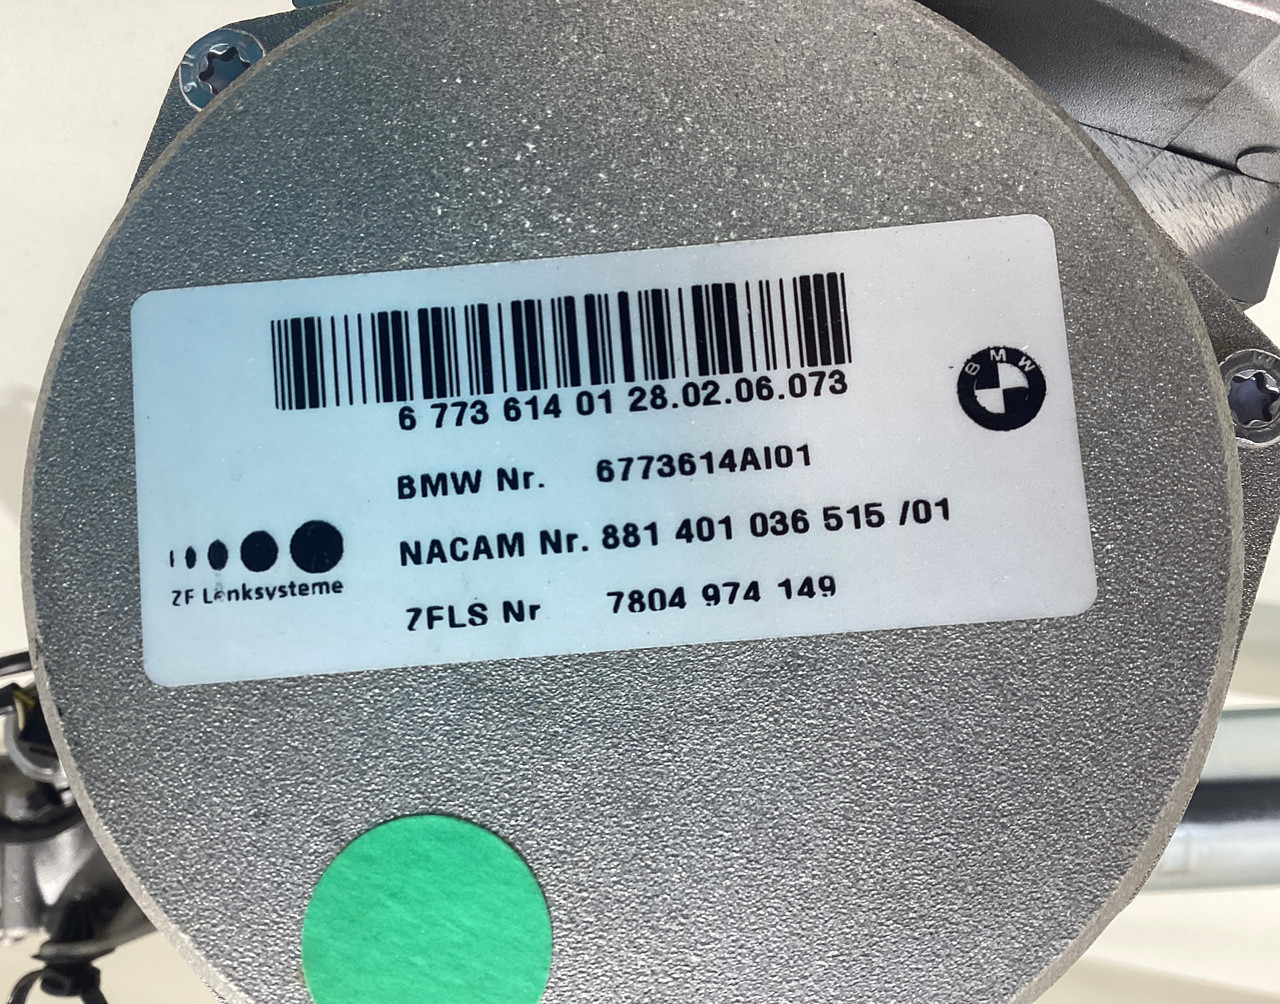 6 773 614 01 28.02.06.073
BMW
BMW Nr. 6773614AI01
NACAM Nr. 881 401 036 515 /01
ZF Lenksysteme
ZFLS Nr 7804 974 149